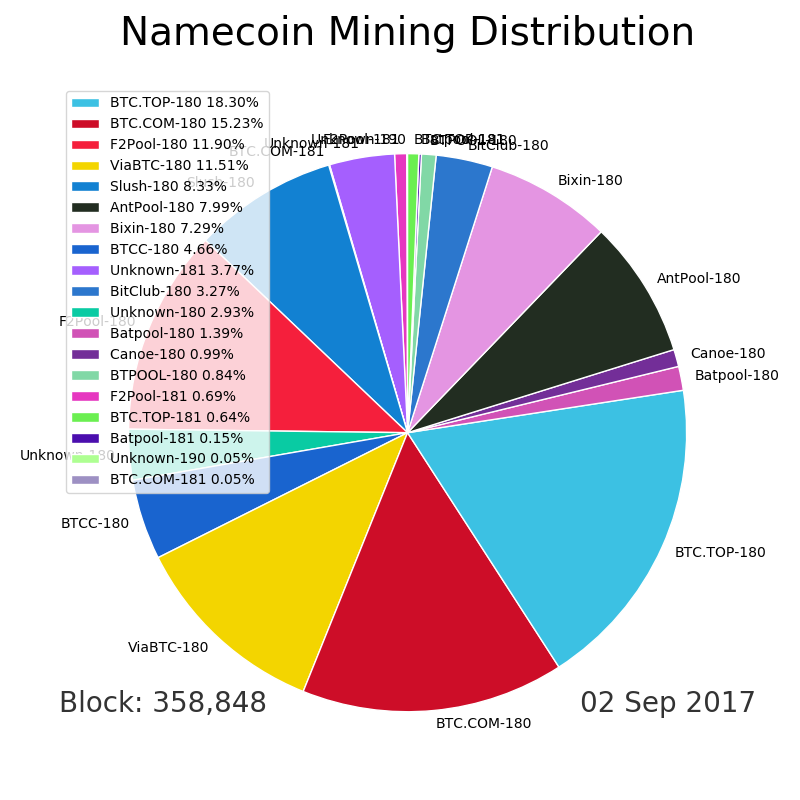 Namecoin Mining Distribution
BTC.TOP-180 18.30%
BTC.COM-180 15.23%
F2Pool-180 11.90%
ViaBTC-180 11.51%
Slush-180 8.33%
AntPool-180 7.99%
Bixin-180 7.29%
BTCC-180 4.66%
Unknown-181 3.77%
BitClub-180 3.27%
Unknown-180 2.93%
Batpool-180 1.39%
Canoe-180 0.99%
BTPOOL-180 0.84%
F2Pool-181 0.69%
BTC.TOP-181 0.64%
Batpool-181 0.15%
Unknown-190 0.05%
BTC.COM-181 0.05%
BTC.COM-181
Unknown-181
BitClub-180
Bixin-180
Slush-180
AntPool-180
F2Pool-180
Canoe-180
Batpool-180
Unknown-180
BTCC-180
BTC.TOP-180
ViaBTC-180
Block: 358,848
02 Sep 2017
BTC.COM-180